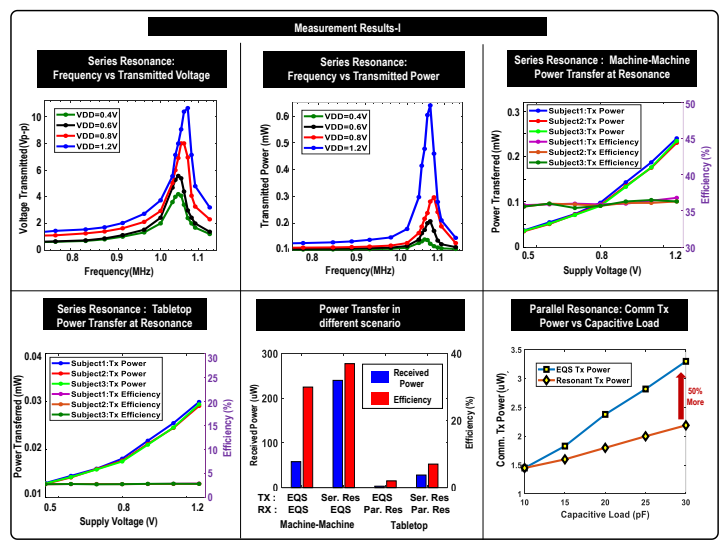 Measurement Results-I
Series Resonance:
Frequency vs Transmitted Voltage
Voltage Transmitted(Vp-p)
10
8
6
4
2
0
VDD=0.4V
VDD=0.6V
VDD=0.8V
VDD=1.2V
0.8
0.9
1.0
1.1
Frequency(MHz)
Series Resonance:
Frequency vs Transmitted Power
Transmitted Power (mW)
0.6
0.5
0.4
0.3
0.2
0.1
VDD=0.4V
VDD=0.6V
VDD=0.8V
VDD=1.2V
0.8
0.9
1.0
1.1
Frequency(MHz)
Series Resonance : Machine-Machine
Power Transfer at Resonance
Power Transferred (mW)
0.3
0.2
0.1
0
Subject1:Tx Power
Subject2:Tx Power
Subject3:Tx Power
Subject1:Tx Efficiency
Subject2:Tx Efficiency
Subject3:Tx Efficiency
50
45
40
35
30
Efficiency (%)
0.5
0.8
1.2
Supply Voltage (V)
Series Resonance : Tabletop
Power Transfer at Resonance
Power Transferred (mW)
0.04
0.03
0.02
0.01
Subject1:Tx Power
Subject2:Tx Power
Subject3:Tx Power
Subject1:Tx Efficiency
Subject2:Tx Efficiency
Subject3:Tx Efficiency
30
25
20
15
10
5
0
Efficiency (%)
0.5
0.8
1.2
Supply Voltage (V)
Power Transfer in
different scenario
Received Power (uW)
300
200
100
0
Received
Power
Efficiency
40
20
0
Efficiency (%)
TX : EQS Ser. Res EQS Ser. Res
RX : EQS EQS Par. Res Par. Res
Machine-Machine Tabletop
Parallel Resonance: Comm Tx
Power vs Capacitive Load
Comm. Tx Power (uW)
3.5
3
2.5
2
1.5
1
EQS Tx Power
Resonant Tx Power
50%
More
10
15
20
25
30
Capacitive Load (pF)